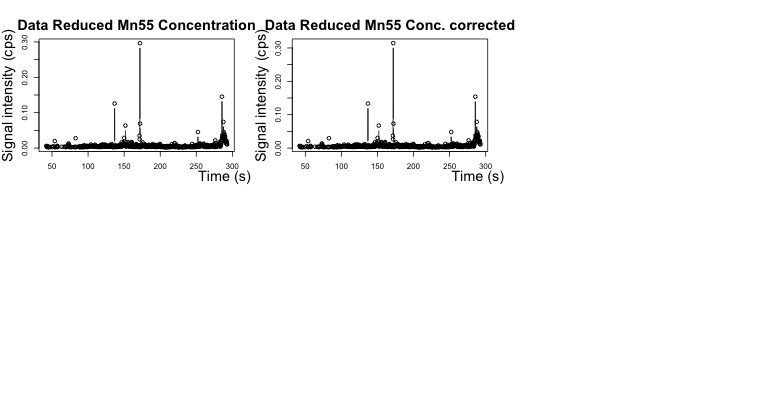 Data Reduced Mn55 Concentration
Signal intensity (cps)
0.00 0.10 0.20 0.30
50 100 150 200 250 300
Time (s)
Data Reduced Mn55 Conc. corrected
Signal intensity (cps)
0.00 0.10 0.20 0.30
50 100 150 200 250 300
Time (s)